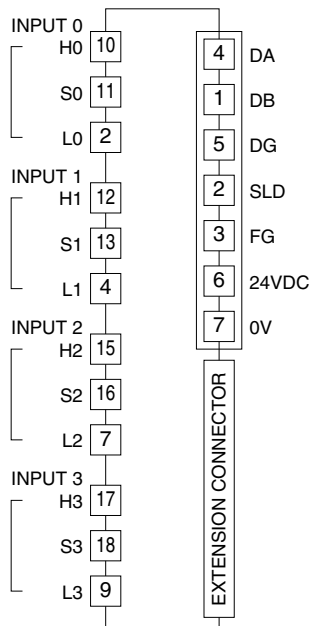 INPUT 0
H0 10
S0 11
L0 2
INPUT 1
H1 12
S1 13
L1 4
INPUT 2
H2 15
S2 16
L2 7
INPUT 3
H3 17
S3 18
L3 9
4 DA
1 DB
5 DG
2 SLD
3 FG
6 24VDC
7 0V
EXTENSION CONNECTOR